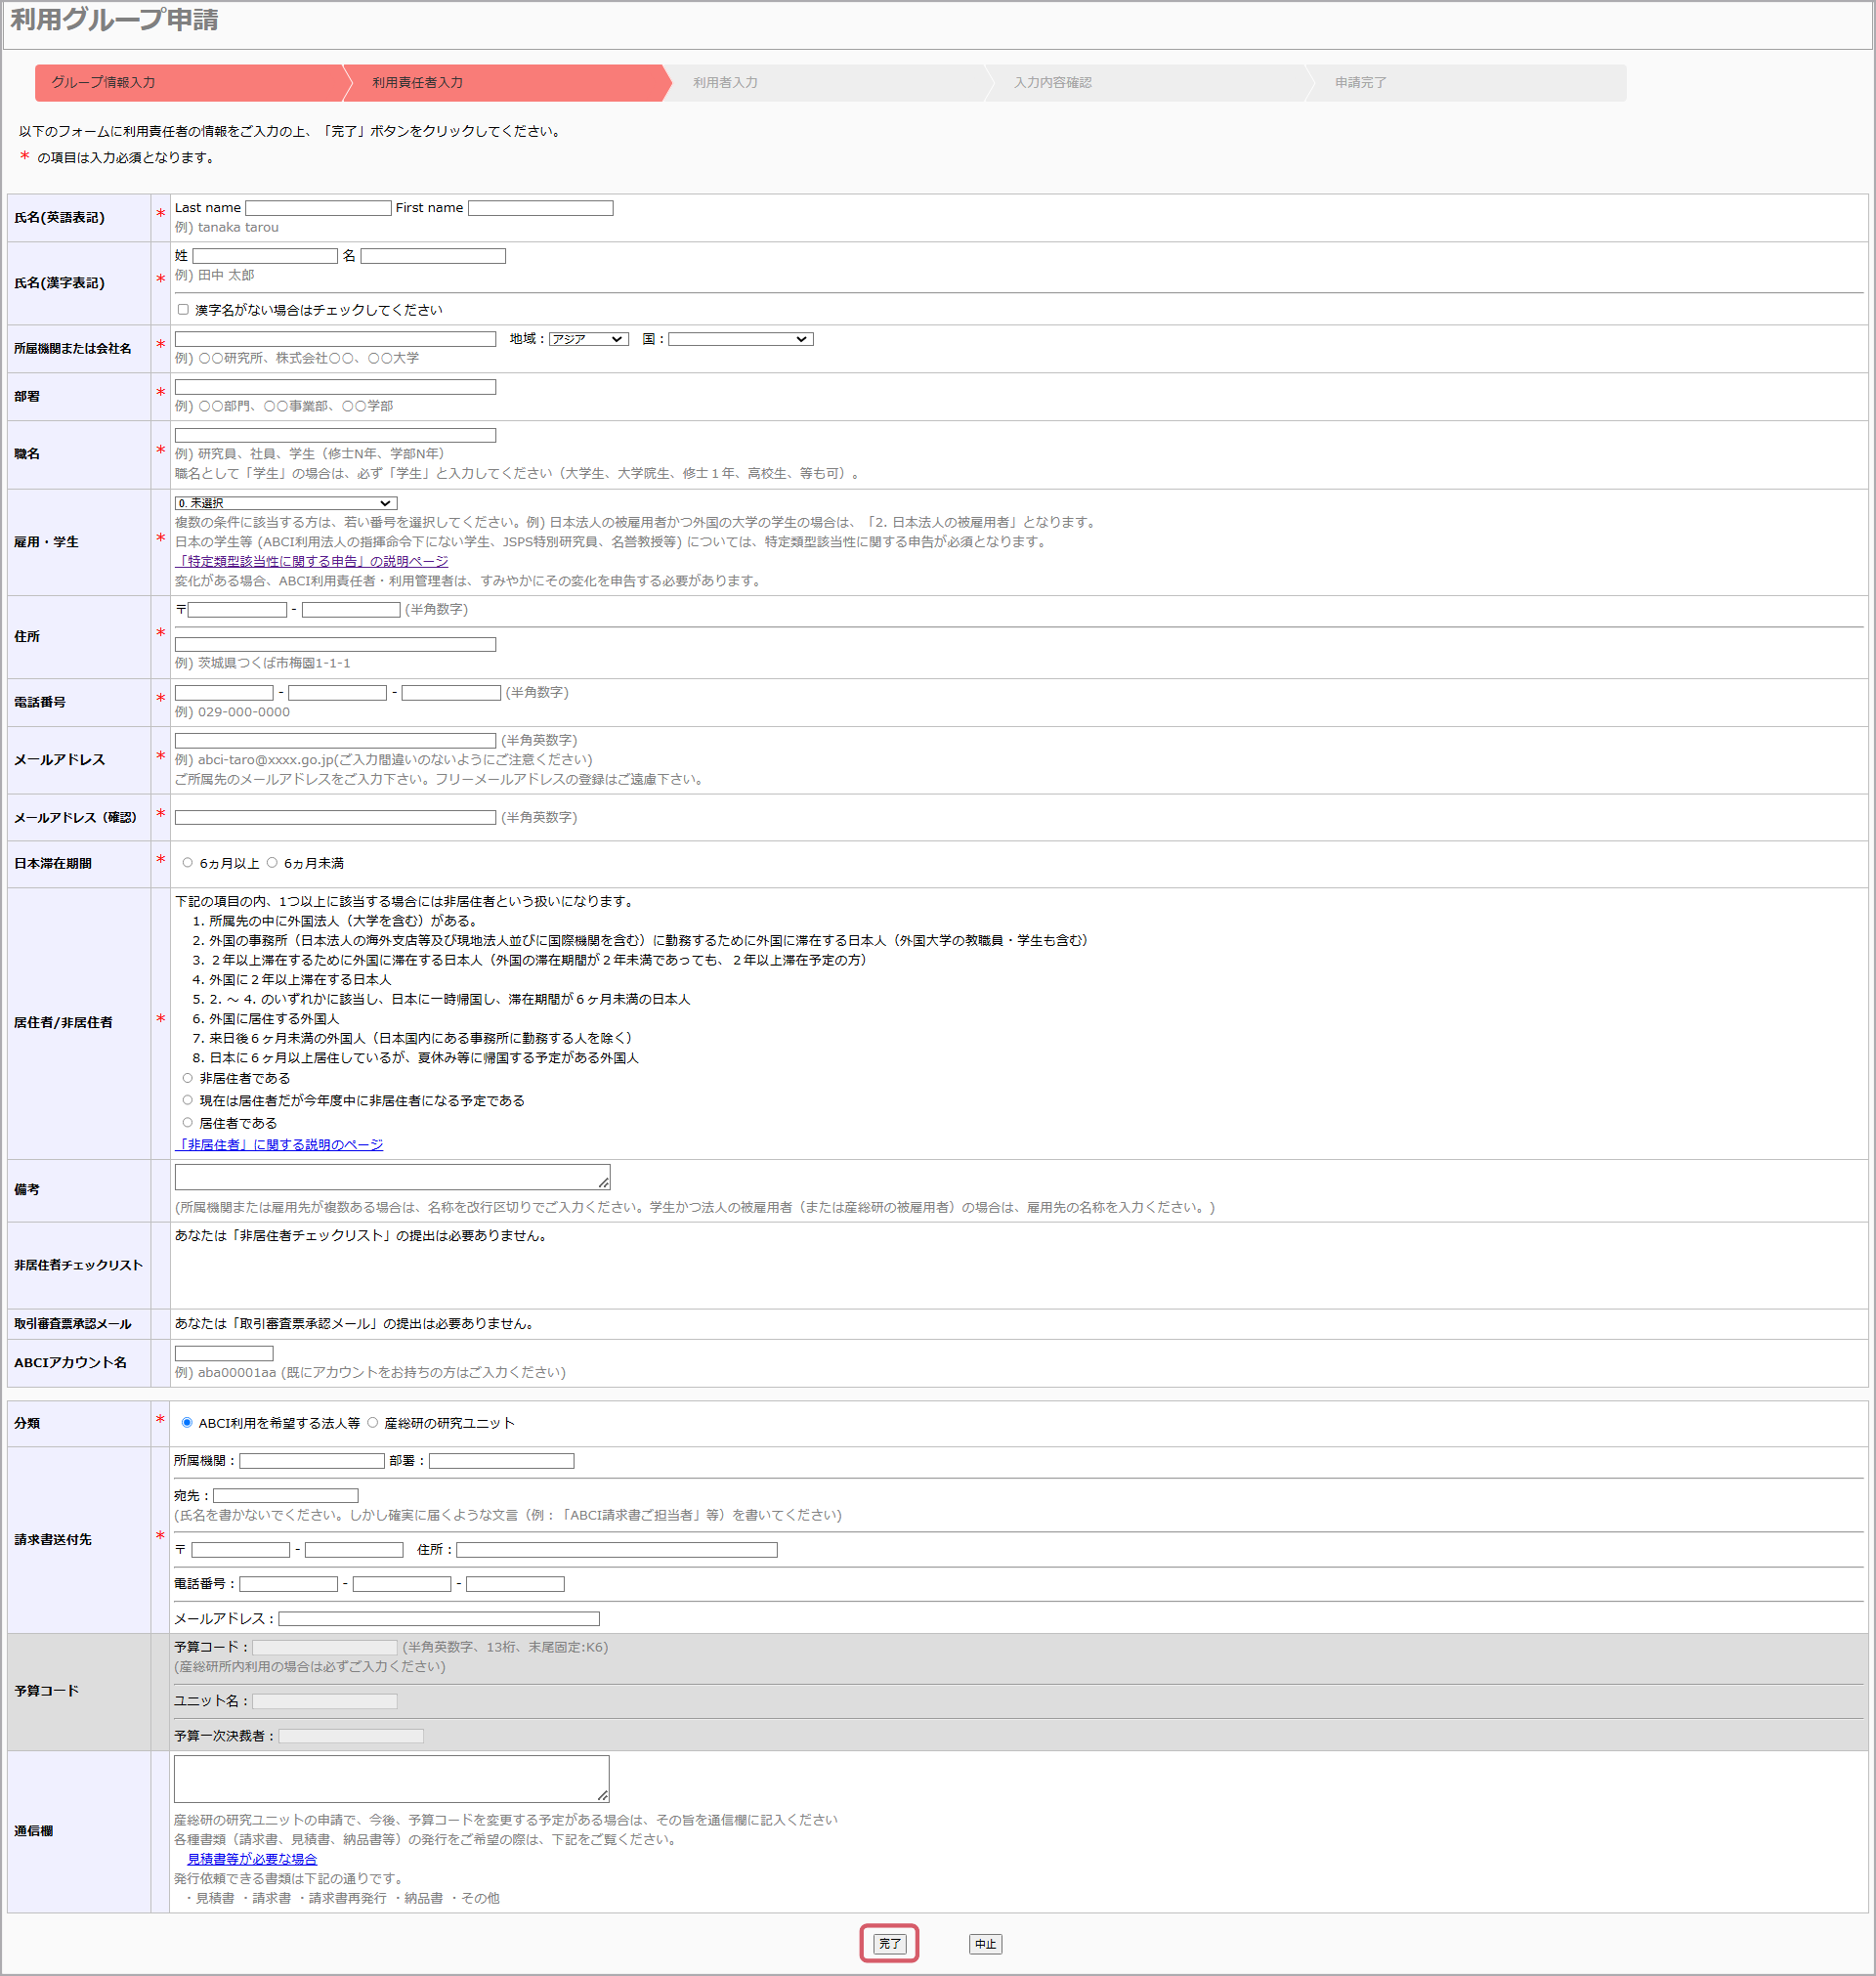 利用グループ申請
グループ情報入力 利用責任者入力 利用者入力 入力内容確認 申請完了
以下のフォームに利用責任者の情報をご入力の上、「完了」ボタンをクリックしてください。
* の項目は入力必須となります。
氏名(英語表記) * Last name First name
例) tanaka tarou
氏名(漢字表記) * 姓 名
例) 田中 太郎
漢字名がない場合はチェックしてください
所属機関または会社名 * 地域：アジア 国：
例) ○○研究所、株式会社○○、○○大学
部署 *
例) ○○部門、○○事業部、○○学部
職名 *
例) 研究員、社員、学生（修士N年、学部N年）
職名として「学生」の場合は、必ず「学生」と入力してください（大学生、大学院生、修士１年、高校生、等も可）。
雇用・学生 * 0. 未選択
複数の条件に該当する方は、若い番号を選択してください。例) 日本法人の被雇用者かつ外国の大学の学生の場合は、「2. 日本法人の被雇用者」となります。
日本の学生等 (ABCI利用法人の指揮命令下にない学生、JSPS特別研究員、名誉教授等) については、特定類型該当性に関する申告が必須となります。
「特定類型該当性に関する申告」の説明ページ
変化がある場合、ABCI利用責任者・利用管理者は、すみやかにその変化を申告する必要があります。
住所 * 〒 - (半角数字)
例) 茨城県つくば市梅園1-1-1
電話番号 * - - (半角数字)
例) 029-000-0000
メールアドレス * (半角英数字)
例) abci-taro@xxxx.go.jp(ご入力間違いのないようにご注意ください)
ご所属先のメールアドレスをご入力下さい。フリーメールアドレスの登録はご遠慮下さい。
メールアドレス（確認） * (半角英数字)
日本滞在期間 * 6ヵ月以上 6ヵ月未満
居住者/非居住者 * 下記の項目の内、1つ以上に該当する場合には非居住者という扱いになります。
1. 所属先の中に外国法人（大学を含む）がある。
2. 外国の事務所（日本法人の海外支店等及び現地法人並びに国際機関を含む）に勤務するために外国に滞在する日本人（外国大学の教職員・学生も含む）
3. ２年以上滞在するために外国に滞在する日本人（外国の滞在期間が２年未満であっても、２年以上滞在予定の方）
4. 外国に２年以上滞在する日本人
5. 2. ～ 4. のいずれかに該当し、日本に一時帰国し、滞在期間が６ヶ月未満の日本人
6. 外国に居住する外国人
7. 来日後６ヶ月未満の外国人（日本国内にある事務所に勤務する人を除く）
8. 日本に６ヶ月以上居住しているが、夏休み等に帰国する予定がある外国人
非居住者である
現在は居住者だが今年度中に非居住者になる予定である
居住者である
「非居住者」に関する説明のページ
備考
(所属機関または雇用先が複数ある場合は、名称を改行区切りでご入力ください。学生かつ法人の被雇用者（または産総研の被雇用者）の場合は、雇用先の名称を入力ください。)
非居住者チェックリスト あなたは「非居住者チェックリスト」の提出は必要ありません。
取引審査票承認メール あなたは「取引審査票承認メール」の提出は必要ありません。
ABCIアカウント名
例) aba00001aa (既にアカウントをお持ちの方はご入力ください)
分類 * ABCI利用を希望する法人等 産総研の研究ユニット
請求書送付先 * 所属機関： 部署：
宛先：
(氏名を書かないでください。しかし確実に届くような文言（例：「ABCI請求書ご担当者」等）を書いてください)
〒 - 住所：
電話番号： - -
メールアドレス：
予算コード 予算コード： (半角英数字、13桁、末尾固定:K6)
(産総研所内利用の場合は必ずご入力ください)
ユニット名：
予算一次決裁者：
通信欄
産総研の研究ユニットの申請で、今後、予算コードを変更する予定がある場合は、その旨を通信欄に記入ください
各種書類（請求書、見積書、納品書等）の発行をご希望の際は、下記をご覧ください。
見積書等が必要な場合
発行依頼できる書類は下記の通りです。
・見積書 ・請求書 ・請求書再発行 ・納品書 ・その他
完了 中止